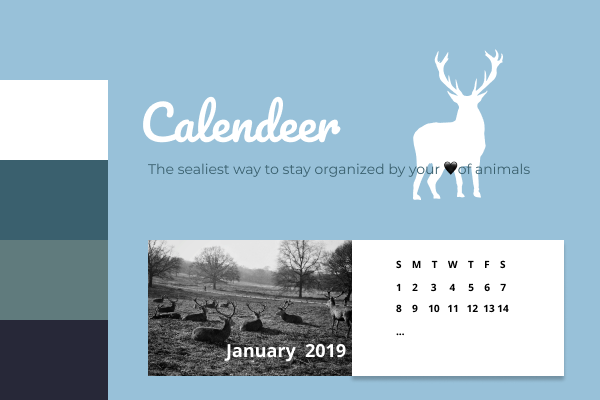 Calendeer
The sealiest way to stay organized by your 🖤of animals
January 2019
S M T W T F S
1 2 3 4 5 6 7
8 9 10 11 12 13 14
...